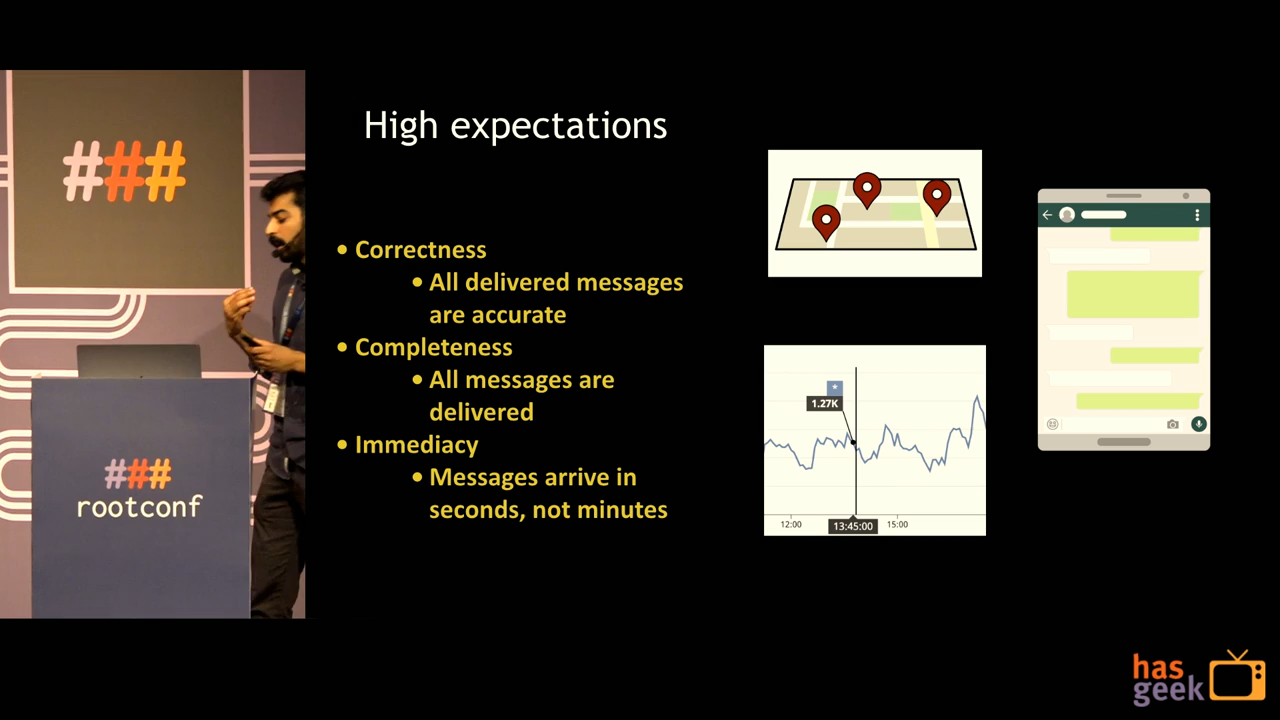 ###
High expectations
• Correctness
• All delivered messages
are accurate
• Completeness
• All messages are
delivered
• Immediacy
• Messages arrive in
seconds, not minutes
1.27K
12:00
13:45:00
15:00
###
rootconf
has
geek